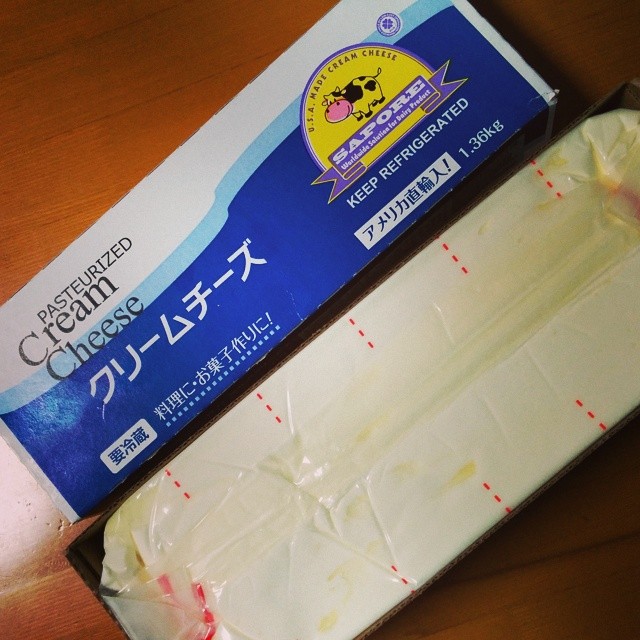 U.S.A. MADE CREAM CHEESE
SAPORE
Worldwide Solution for Dairy Product
KEEP REFRIGERATED
1.36kg
アメリカ直輸入!
PASTEURIZED
Cream
Cheese
クリームチーズ
料理に・お菓子作りに!
要冷蔵